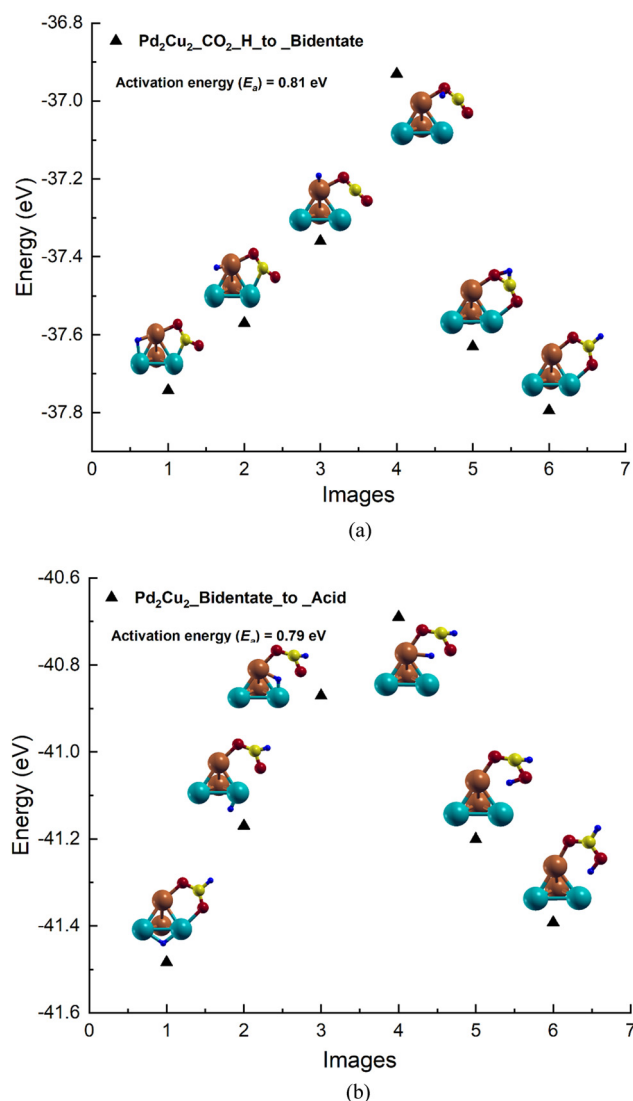 -36.8
-37.0
-37.2
-37.4
-37.6
-37.8
Energy (eV)
▲ Pd₂Cu₂_CO₂_H_to _Bidentate
Activation energy (Eₐ) = 0.81 eV
0 1 2 3 4 5 6 7
Images
(a)
-40.6
-40.8
-41.0
-41.2
-41.4
-41.6
Energy (eV)
▲ Pd₂Cu₂_Bidentate_to _Acid
Activation energy (Eₐ) = 0.79 eV
0 1 2 3 4 5 6 7
Images
(b)